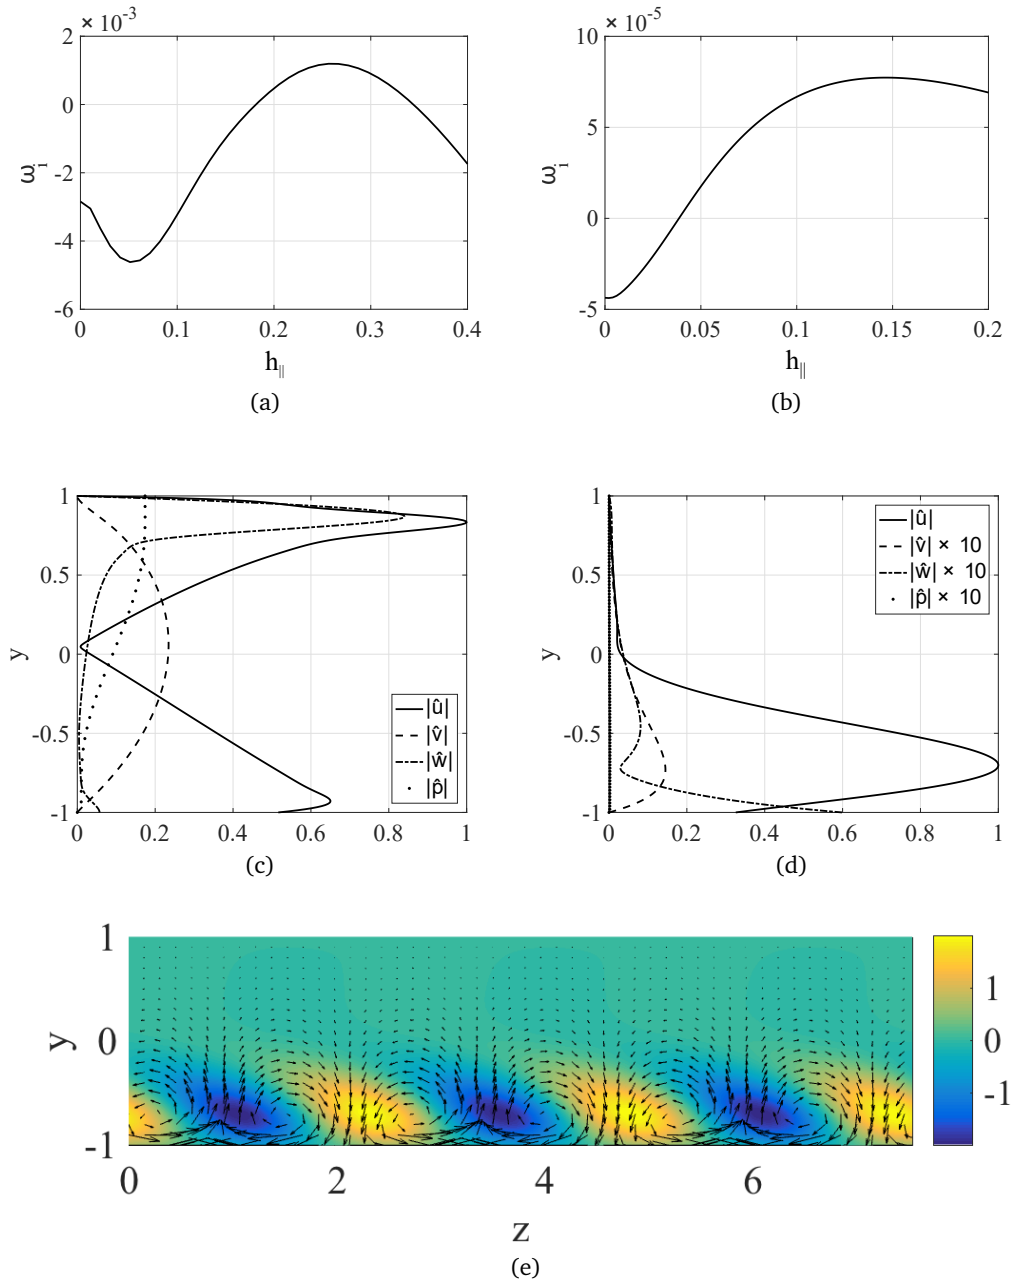 × 10⁻³
2
0
-2
-4
-6
ωᵢ
0 0.1 0.2 0.3 0.4
h||
(a)
× 10⁻⁵
10
5
0
-5
ωᵢ
0 0.05 0.1 0.15 0.2
h||
(b)
1
0.5
0
-0.5
-1
y
|û|
|v̂|
|ŵ|
|p̂|
0 0.2 0.4 0.6 0.8 1
(c)
1
0.5
0
-0.5
-1
y
|û|
|v̂| × 10
|ŵ| × 10
|p̂| × 10
0 0.2 0.4 0.6 0.8 1
(d)
1
0
-1
y
0 2 4 6
z
1
0
-1
(e)